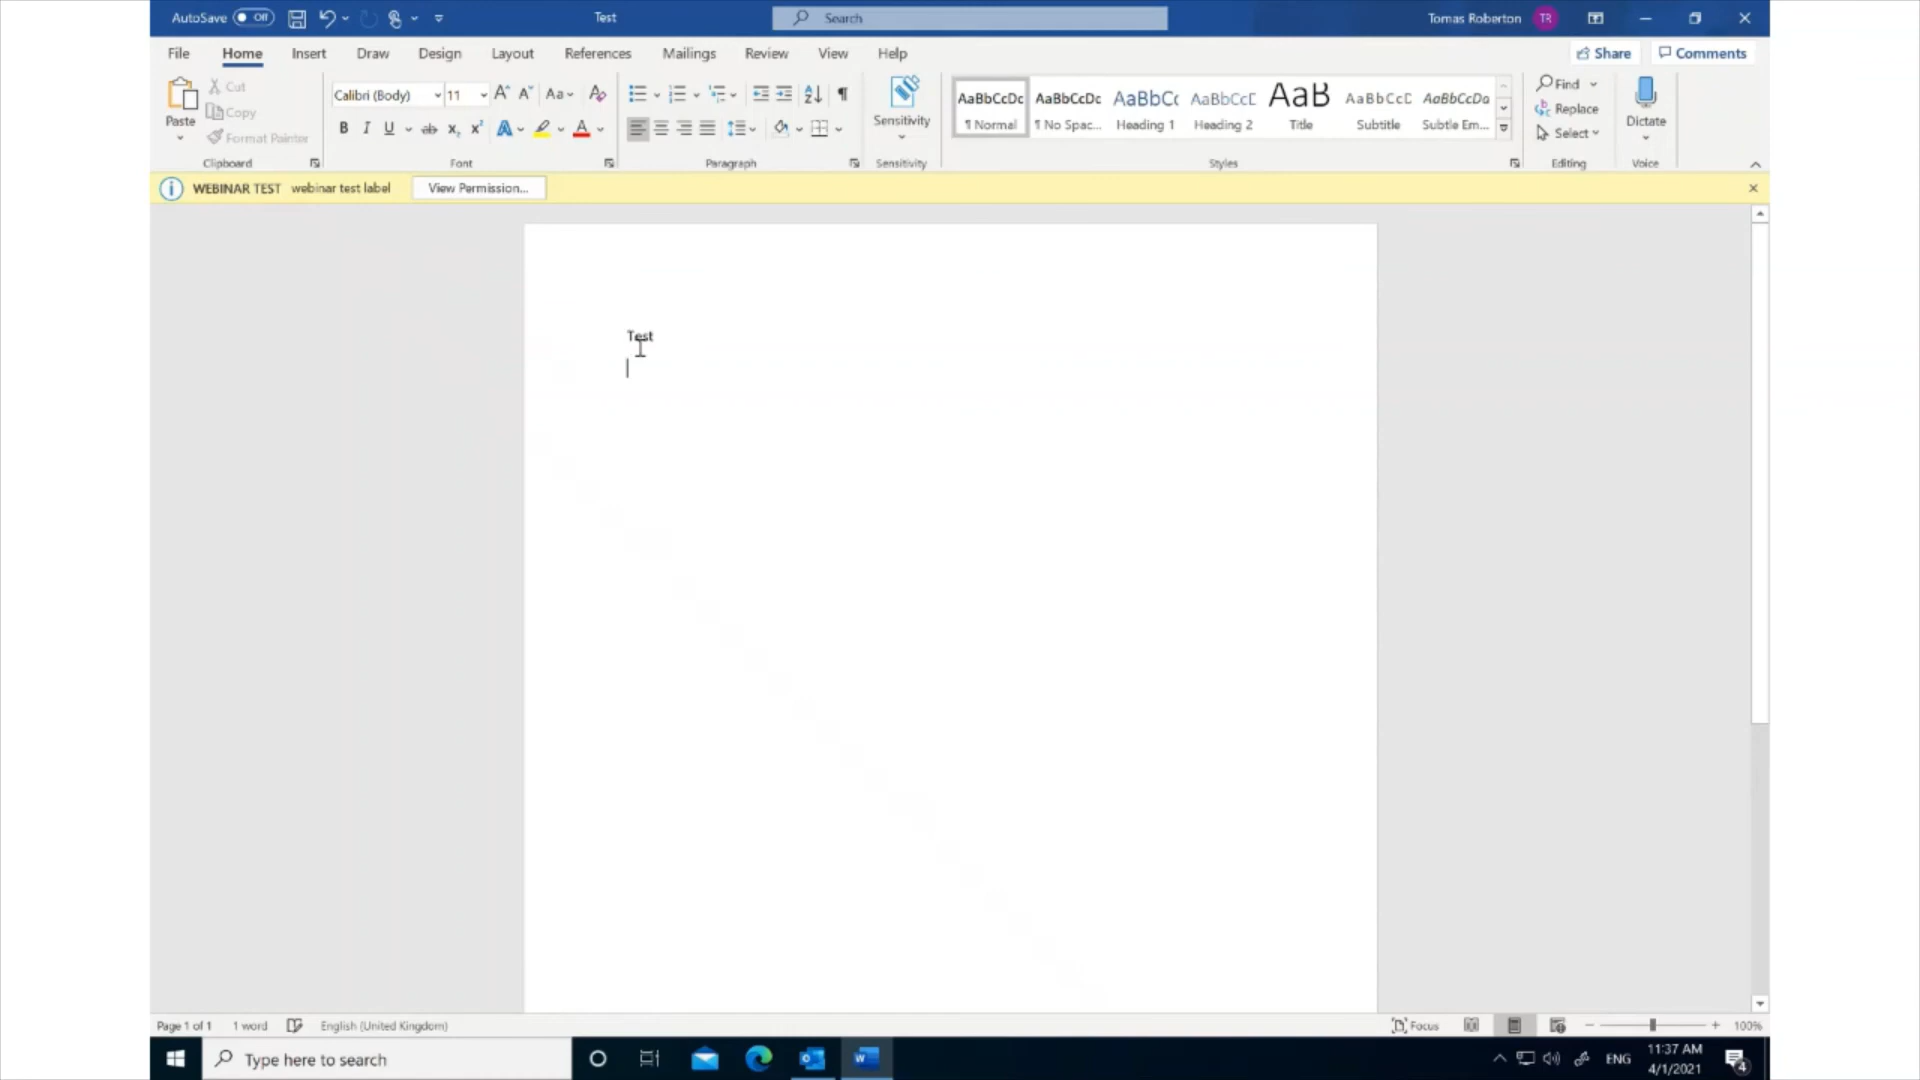 AutoSave Off Test Search Tomas Roberton TR
File Home Insert Draw Design Layout References Mailings Review View Help Share Comments
Paste
Cut
Copy
Format Painter
Clipboard
Calibri (Body) 11
Font
Paragraph
Sensitivity
Sensitivity
AaBbCcDc AaBbCcDc AaBbCc AaBbCcD AaB AaBbCcD AaBbCcDa
¶ Normal ¶ No Spac... Heading 1 Heading 2 Title Subtitle Subtle Em...
Styles
Find
Replace
Select
Editing
Dictate
Voice
WEBINAR TEST webinar test label View Permission...
Test
Page 1 of 1 1 word English (United Kingdom) Focus 100%
Type here to search ENG 11:37 AM
4/1/2021 4